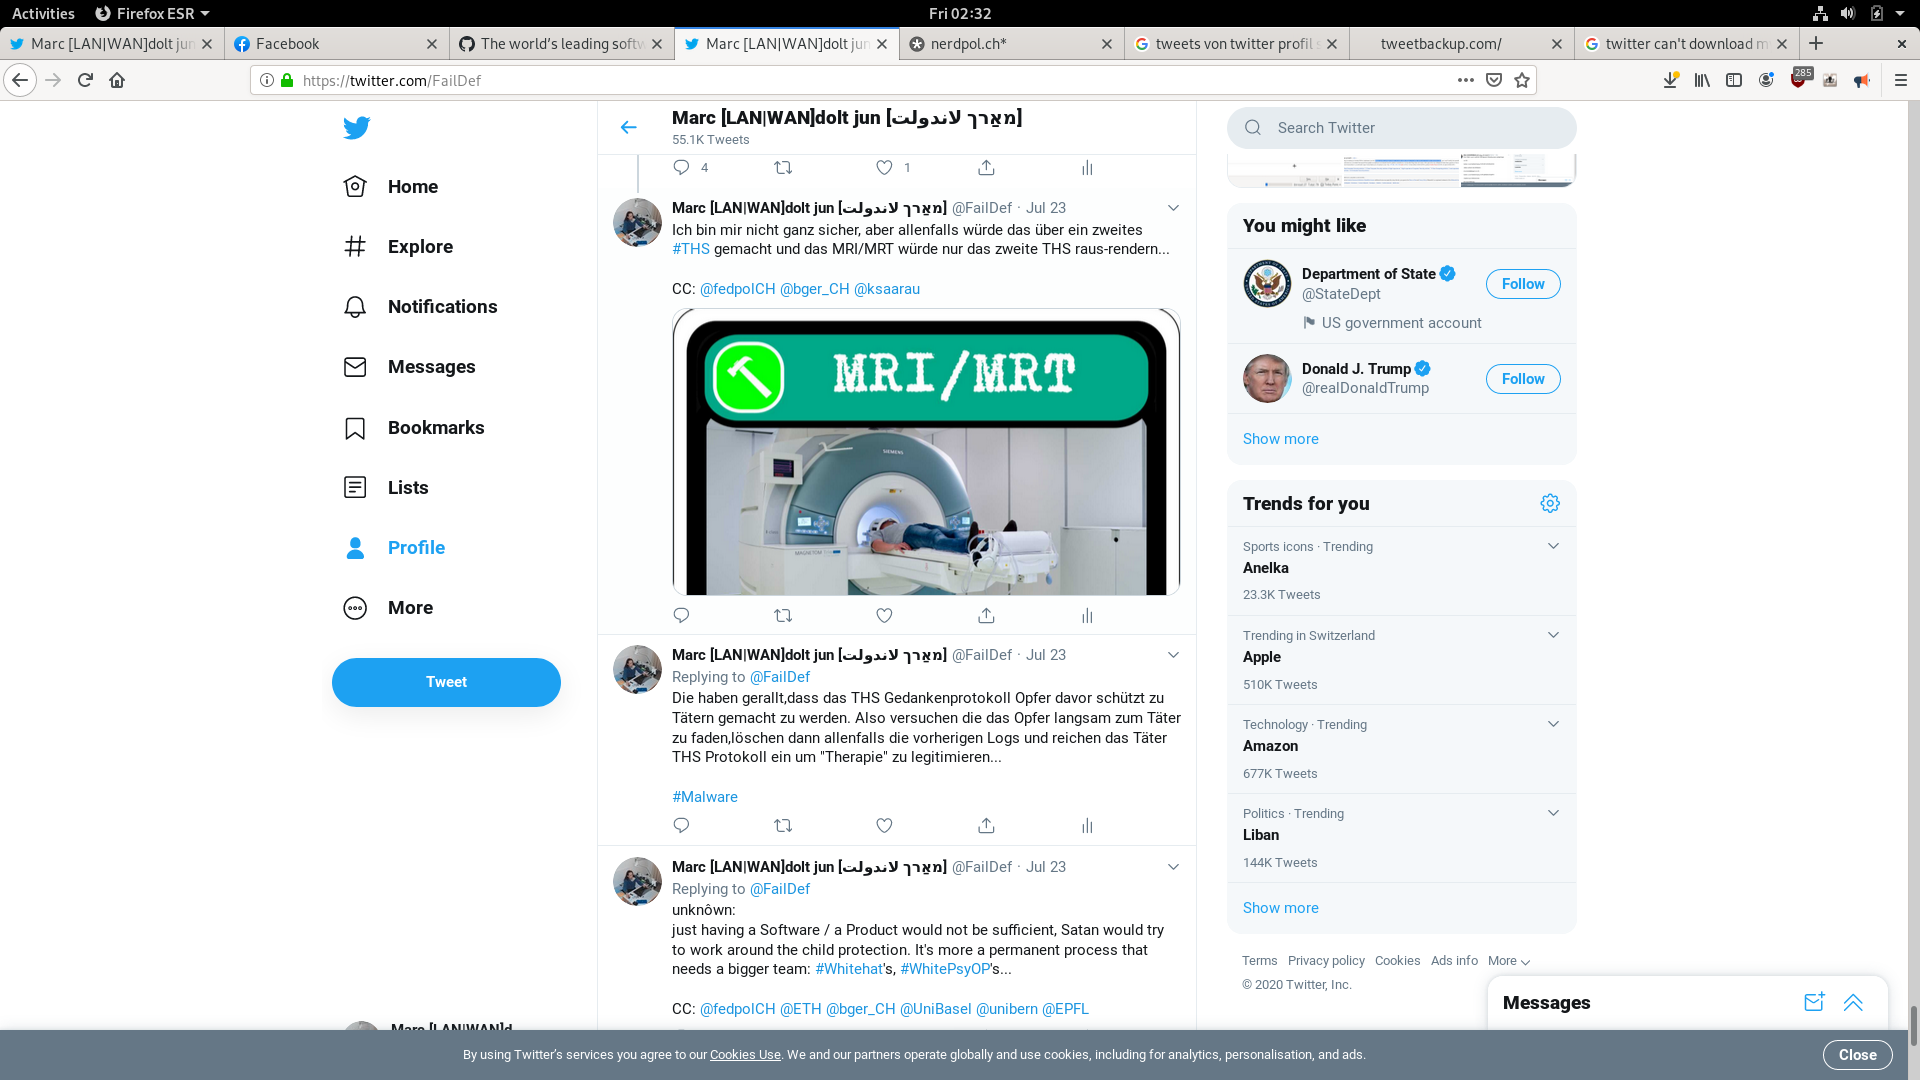 Activities Firefox ESR Fri 02:32
Marc [LAN|WAN]dolt jun Facebook The world's leading softw Marc [LAN|WAN]dolt jun nerdpol.ch* tweets von twitter profil s tweetbackup.com/ twitter can't download m
https://twitter.com/FailDef 285
Home
Explore
Notifications
Messages
Bookmarks
Lists
Profile
More
Tweet
Marc [LAN|WAN]d
Marc [LAN|WAN]dolt jun [מאַרך לאנדולת]
55.1K Tweets
4 1
Marc [LAN|WAN]dolt jun [מאַרך לאנדולת] @FailDef · Jul 23
Ich bin mir nicht ganz sicher, aber allenfalls würde das über ein zweites
#THS gemacht und das MRI/MRT würde nur das zweite THS raus-rendern...
CC: @fedpolCH @bger_CH @ksaarau
MRI/MRT
SIEMENS
MAGNETOM
Marc [LAN|WAN]dolt jun [מאַרך לאנדולת] @FailDef · Jul 23
Replying to @FailDef
Die haben gerallt,dass das THS Gedankenprotokoll Opfer davor schützt zu
Tätern gemacht zu werden. Also versuchen die das Opfer langsam zum Täter
zu faden,löschen dann allenfalls die vorherigen Logs und reichen das Täter
THS Protokoll ein um "Therapie" zu legitimieren...
#Malware
Marc [LAN|WAN]dolt jun [מאַרך לאנדולת] @FailDef · Jul 23
Replying to @FailDef
unknôwn:
just having a Software / a Product would not be sufficient, Satan would try
to work around the child protection. It's more a permanent process that
needs a bigger team: #Whitehat's, #WhitePsyOP's...
CC: @fedpolCH @ETH @bger_CH @UniBasel @unibern @EPFL
Search Twitter
You might like
Department of State
@StateDept
Follow
US government account
Donald J. Trump
@realDonaldTrump
Follow
Show more
Trends for you
Sports icons · Trending
Anelka
23.3K Tweets
Trending in Switzerland
Apple
510K Tweets
Technology · Trending
Amazon
677K Tweets
Politics · Trending
Liban
144K Tweets
Show more
Terms Privacy policy Cookies Ads info More
© 2020 Twitter, Inc.
Messages
By using Twitter's services you agree to our Cookies Use. We and our partners operate globally and use cookies, including for analytics, personalisation, and ads.
Close